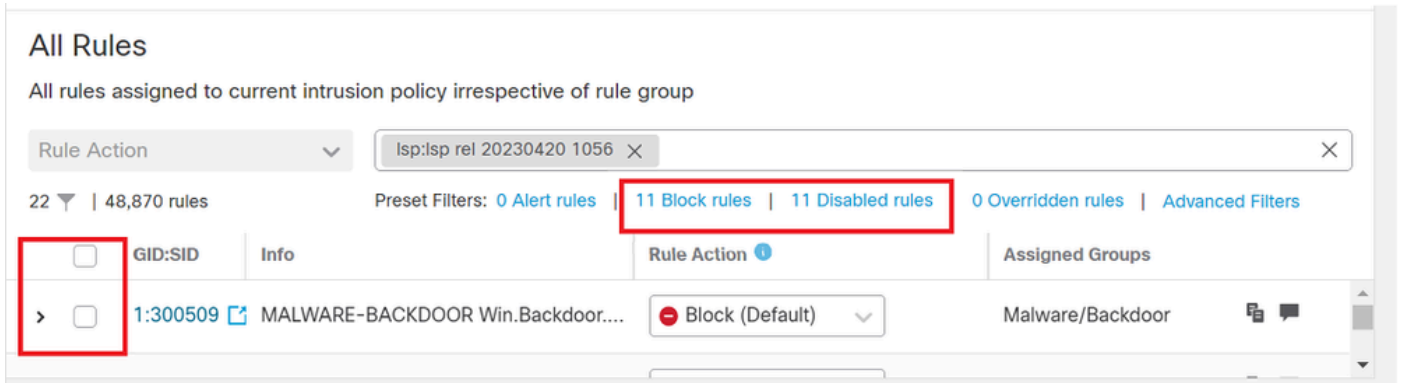 All Rules
All rules assigned to current intrusion policy irrespective of rule group
Rule Action lsp:lsp rel 20230420 1056
22 | 48,870 rules Preset Filters: 0 Alert rules | 11 Block rules | 11 Disabled rules 0 Overridden rules | Advanced Filters
GID:SID Info Rule Action Assigned Groups
1:300509 MALWARE-BACKDOOR Win.Backdoor.... Block (Default) Malware/Backdoor